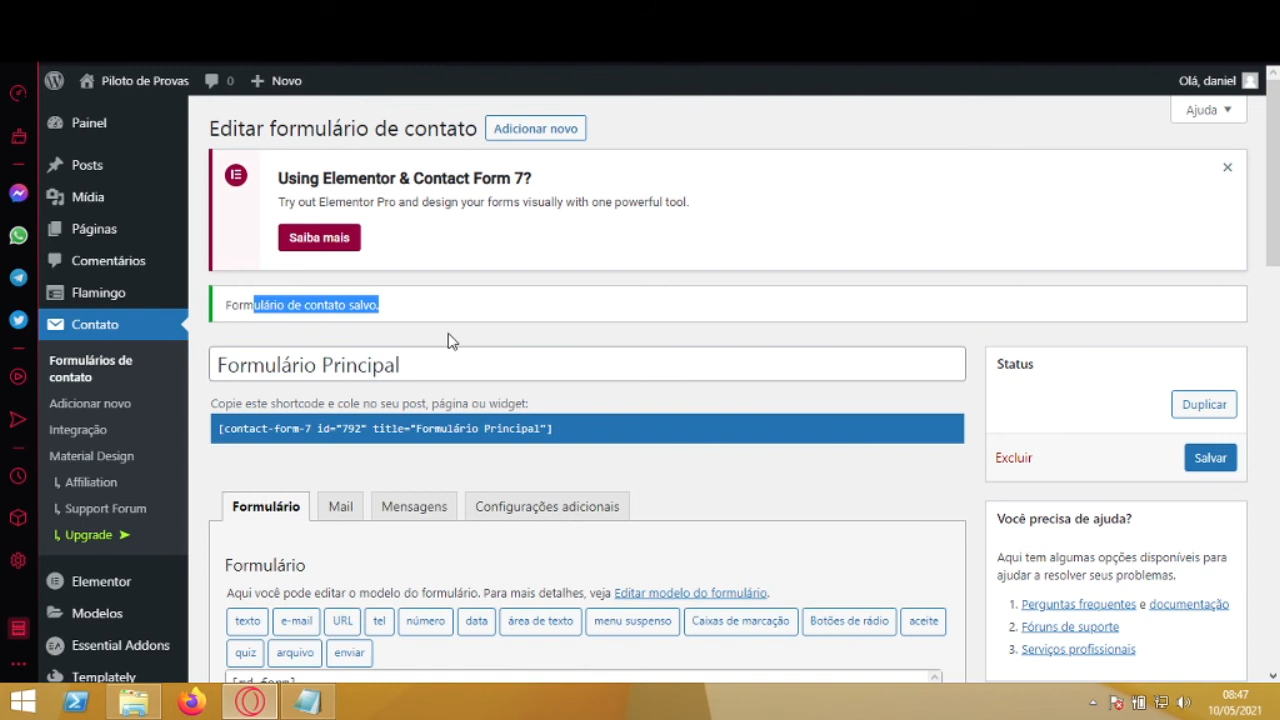 Piloto de Provas
0
Novo
Olá, daniel
Painel
Posts
Mídia
Páginas
Comentários
Flamingo
Contato
Formulários de
contato
Adicionar novo
Integração
Material Design
Affiliation
Support Forum
Upgrade ➤
Elementor
Modelos
Essential Addons
Templately
Ajuda
Editar formulário de contato
Adicionar novo
Using Elementor & Contact Form 7?
Try out Elementor Pro and design your forms visually with one powerful tool.
Saiba mais
Formulário de contato salvo.
Formulário Principal
Copie este shortcode e cole no seu post, página ou widget:
[contact-form-7 id="792" title="Formulário Principal"]
Status
Duplicar
Excluir
Salvar
Formulário
Mail
Mensagens
Configurações adicionais
Formulário
Aqui você pode editar o modelo do formulário. Para mais detalhes, veja Editar modelo do formulário.
texto
e-mail
URL
tel
número
data
área de texto
menu suspenso
Caixas de marcação
Botões de rádio
aceite
quiz
arquivo
enviar
[md-form]
Você precisa de ajuda?
Aqui tem algumas opções disponíveis para
ajudar a resolver seus problemas.
1. Perguntas frequentes e documentação
2. Fóruns de suporte
3. Serviços profissionais
08:47
10/05/2021